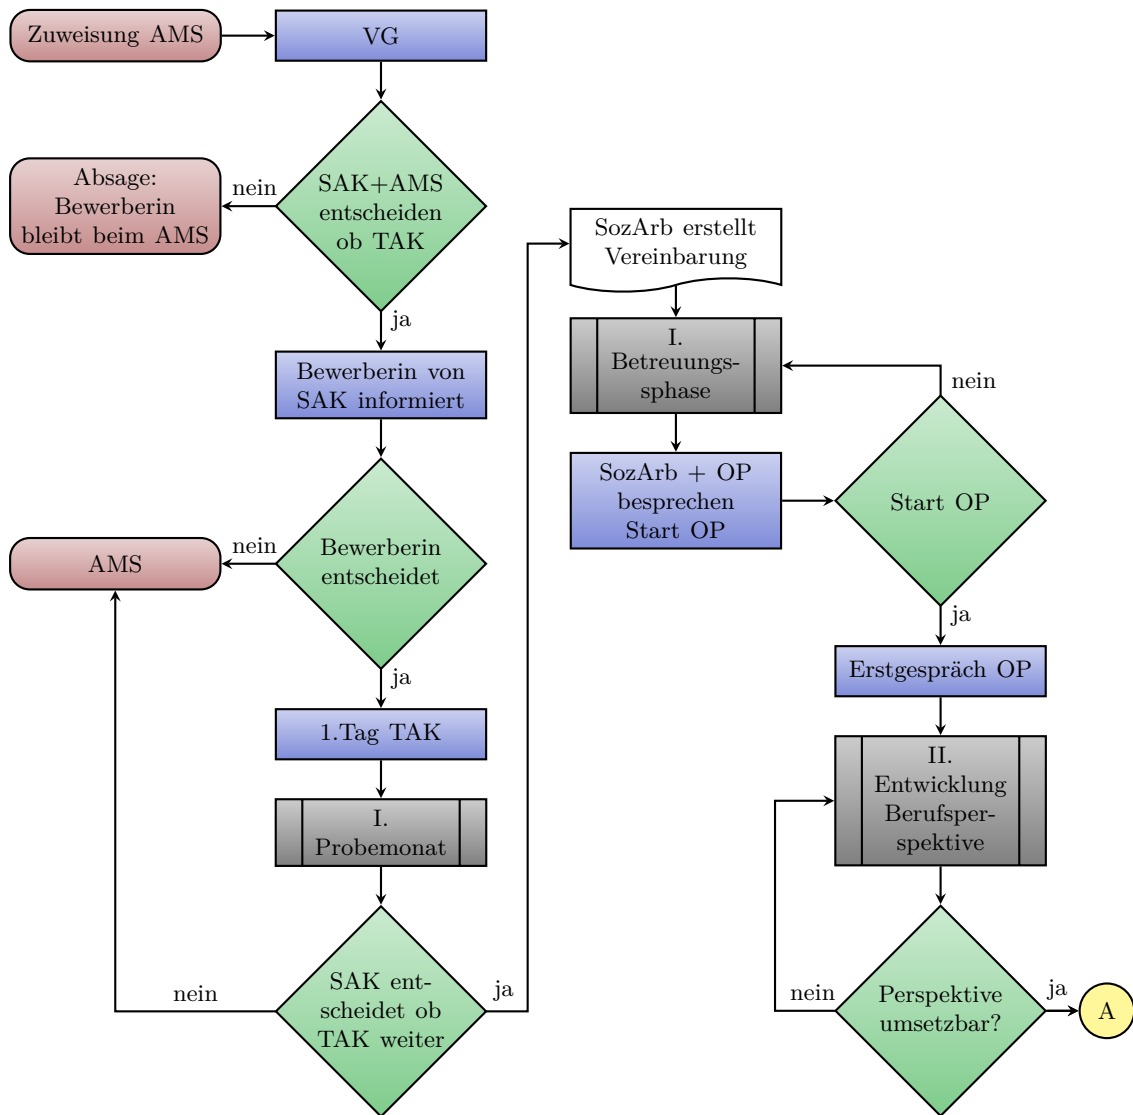 Zuweisung AMS
VG
SAK+AMS
entscheiden
ob TAK
nein
Absage:
Bewerberin
bleibt beim AMS
ja
Bewerberin von
SAK informiert
Bewerberin
entscheidet
nein
AMS
ja
1.Tag TAK
I.
Probemonat
SAK ent-
scheidet ob
TAK weiter
nein
ja
SozArb erstellt
Vereinbarung
I.
Betreuungs-
sphase
SozArb + OP
besprechen
Start OP
Start OP
nein
ja
Erstgespräch OP
II.
Entwicklung
Berufsper-
spektive
Perspektive
umsetzbar?
nein
ja
A